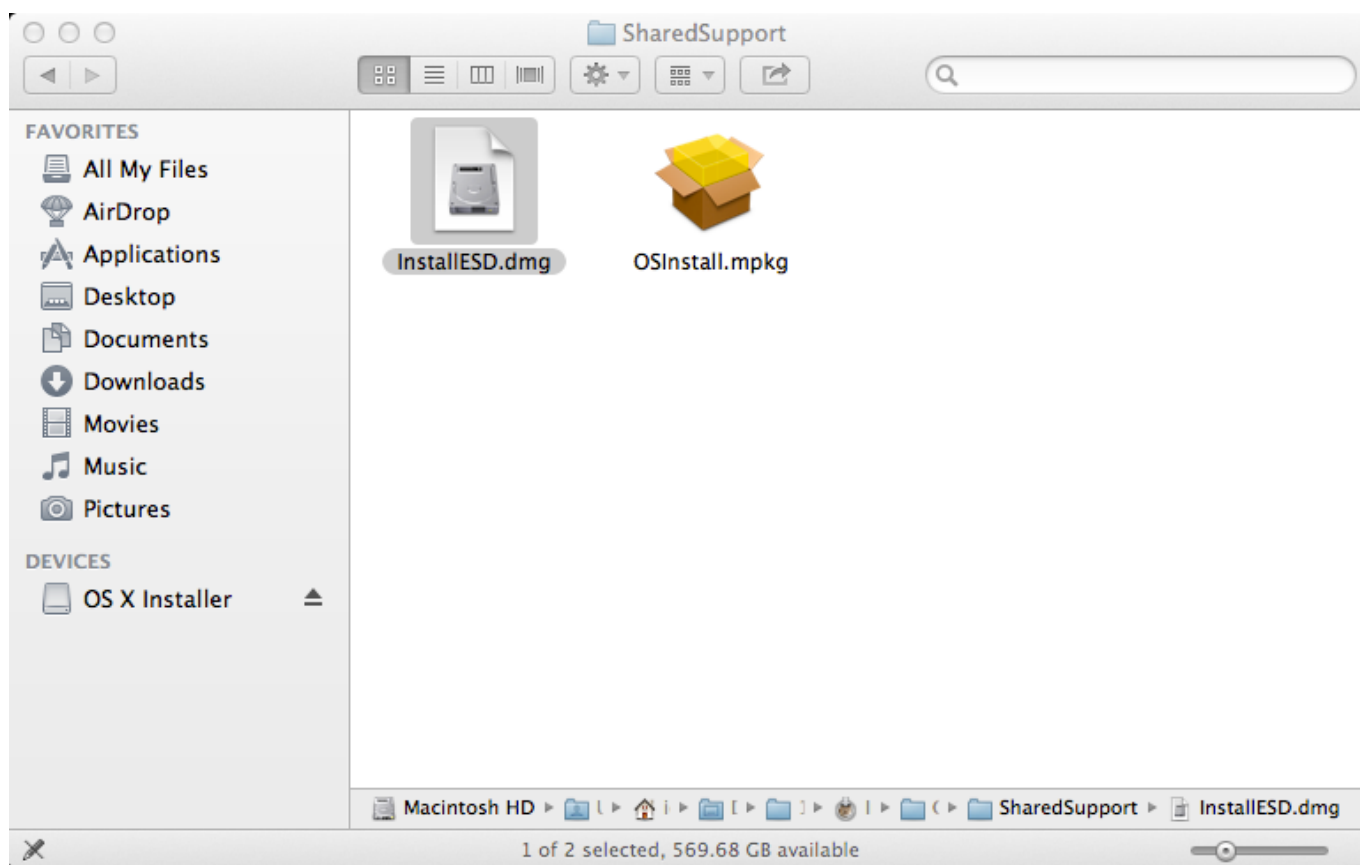 SharedSupport
FAVORITES
All My Files
AirDrop
Applications
Desktop
Documents
Downloads
Movies
Music
Pictures
DEVICES
OS X Installer
InstallESD.dmg
OSInstall.mpkg
Macintosh HD SharedSupport InstallESD.dmg
1 of 2 selected, 569.68 GB available